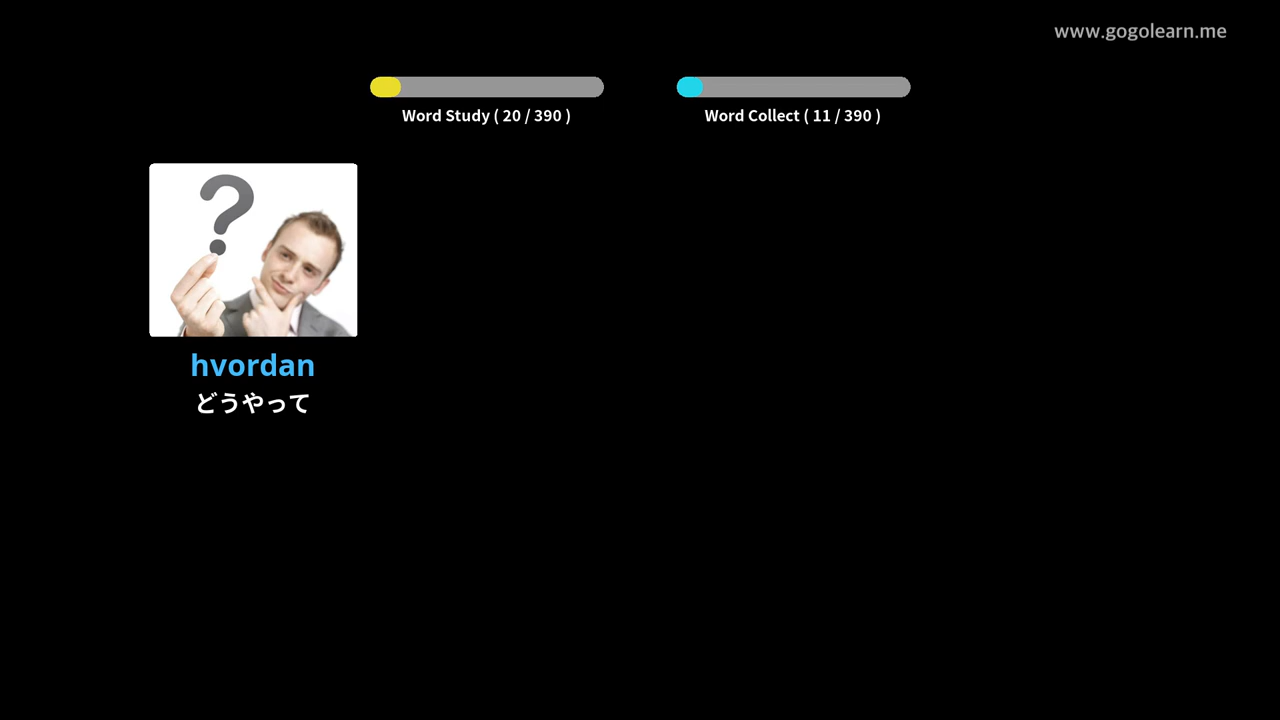 www.gogolearn.me
Word Study ( 20 / 390 )
Word Collect ( 11 / 390 )
?
hvordan
どうやって